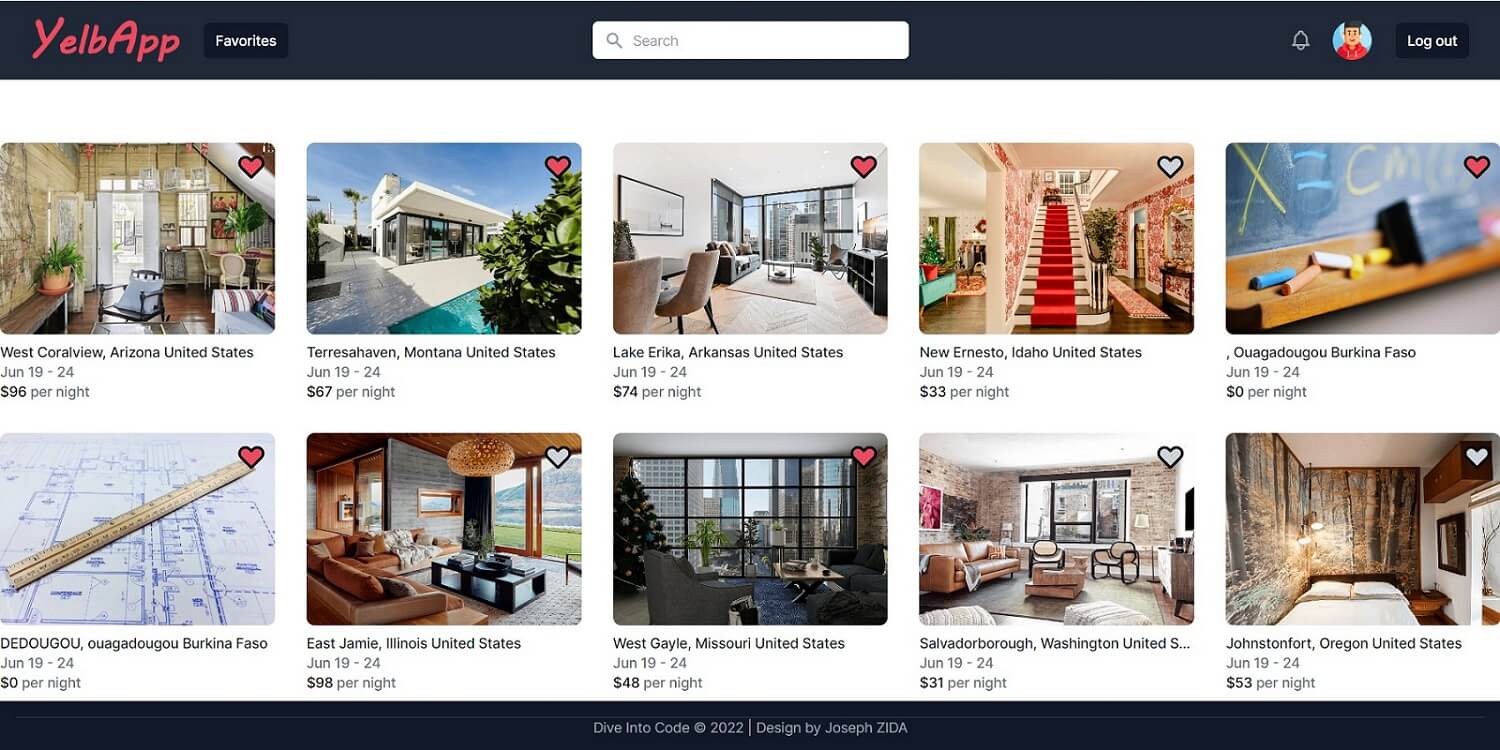 YelbApp
Favorites
Search
Log out
West Coralview, Arizona United States
Jun 19 - 24
$96 per night
Terresahaven, Montana United States
Jun 19 - 24
$67 per night
Lake Erika, Arkansas United States
Jun 19 - 24
$74 per night
New Ernesto, Idaho United States
Jun 19 - 24
$33 per night
, Ouagadougou Burkina Faso
Jun 19 - 24
$0 per night
DEDOUGOU, ouagadougou Burkina Faso
Jun 19 - 24
$0 per night
East Jamie, Illinois United States
Jun 19 - 24
$98 per night
West Gayle, Missouri United States
Jun 19 - 24
$48 per night
Salvadorborough, Washington United S...
Jun 19 - 24
$31 per night
Johnstonfort, Oregon United States
Jun 19 - 24
$53 per night
Dive Into Code © 2022 | Design by Joseph ZIDA